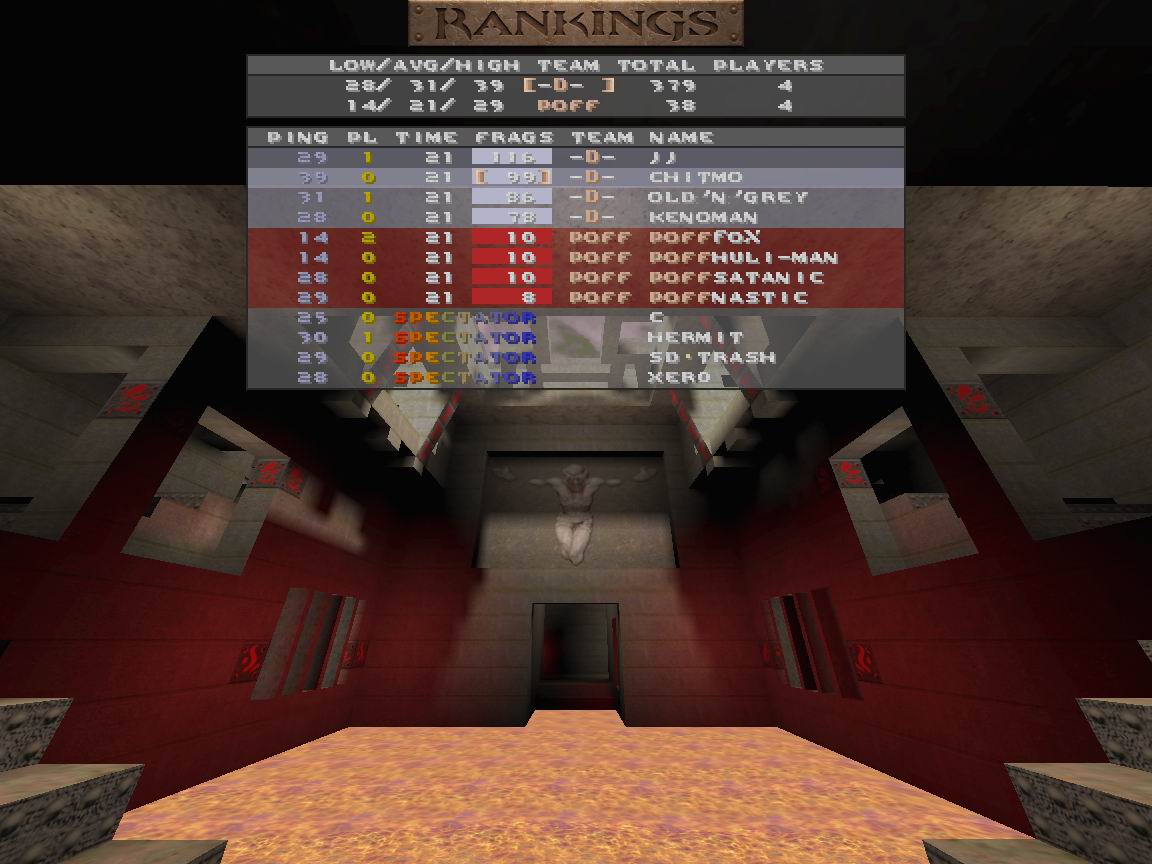 RANKINGS
LOW/AVG/HIGH TEAM TOTAL PLAYERS
28/ 31/ 39 [-D- ] 379 4
14/ 21/ 29 POFF 38 4
PING PL TIME FRAGS TEAM NAME
29 1 21 116 -D- JJ
39 0 21 [ 99] -D- CHITMO
31 1 21 86 -D- OLD'N'GREY
28 0 21 78 -D- KENOMAN
14 2 21 10 POFF POFFFOX
14 0 21 10 POFF POFFHULI-MAN
28 0 21 10 POFF POFFSATANIC
29 0 21 8 POFF POFFNASTIC
25 0 SPECTATOR C
30 1 SPECTATOR HERMIT
29 0 SPECTATOR SD·TRASH
28 0 SPECTATOR XERO